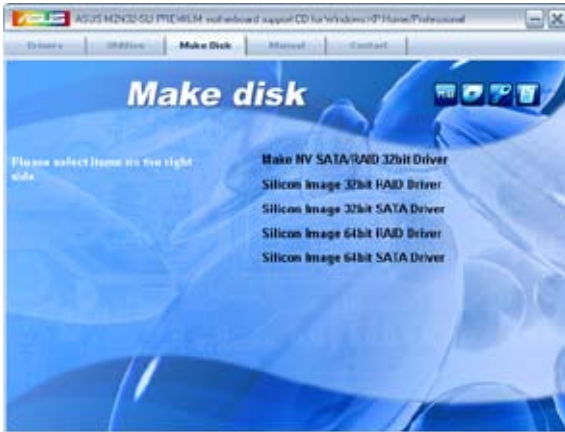 ASUS
ASUS M2N32-SLI PREMIUM motherboard support CD for Windows XP Home/Professional
Drivers
Utilities
Make Disk
Manual
Contact
Make disk
Please select items on the right
side
Make NV SATA/RAID 32bit Driver
Silicon Image 32bit RAID Driver
Silicon Image 32bit SATA Driver
Silicon Image 64bit RAID Driver
Silicon Image 64bit SATA Driver